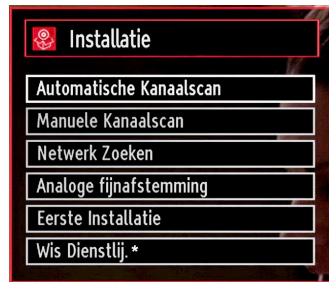 Installatie
Automatische Kanaalscan
Manuele Kanaalscan
Netwerk Zoeken
Analoge fijnafstemming
Eerste Installatie
Wis Dienstlij.*